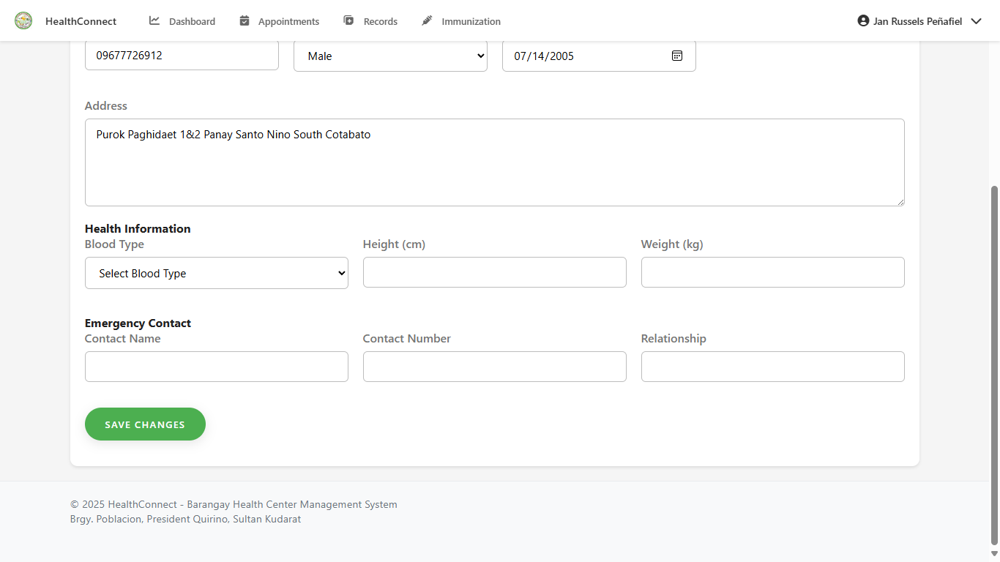 HealthConnect Dashboard Appointments Records Immunization Jan Russels Peñafiel
09677726912 Male 07/14/2005
Address
Purok Paghidaet 1&2 Panay Santo Nino South Cotabato
Health Information
Blood Type Height (cm) Weight (kg)
Select Blood Type
Emergency Contact
Contact Name Contact Number Relationship
SAVE CHANGES
© 2025 HealthConnect - Barangay Health Center Management System
Brgy. Poblacion, President Quirino, Sultan Kudarat